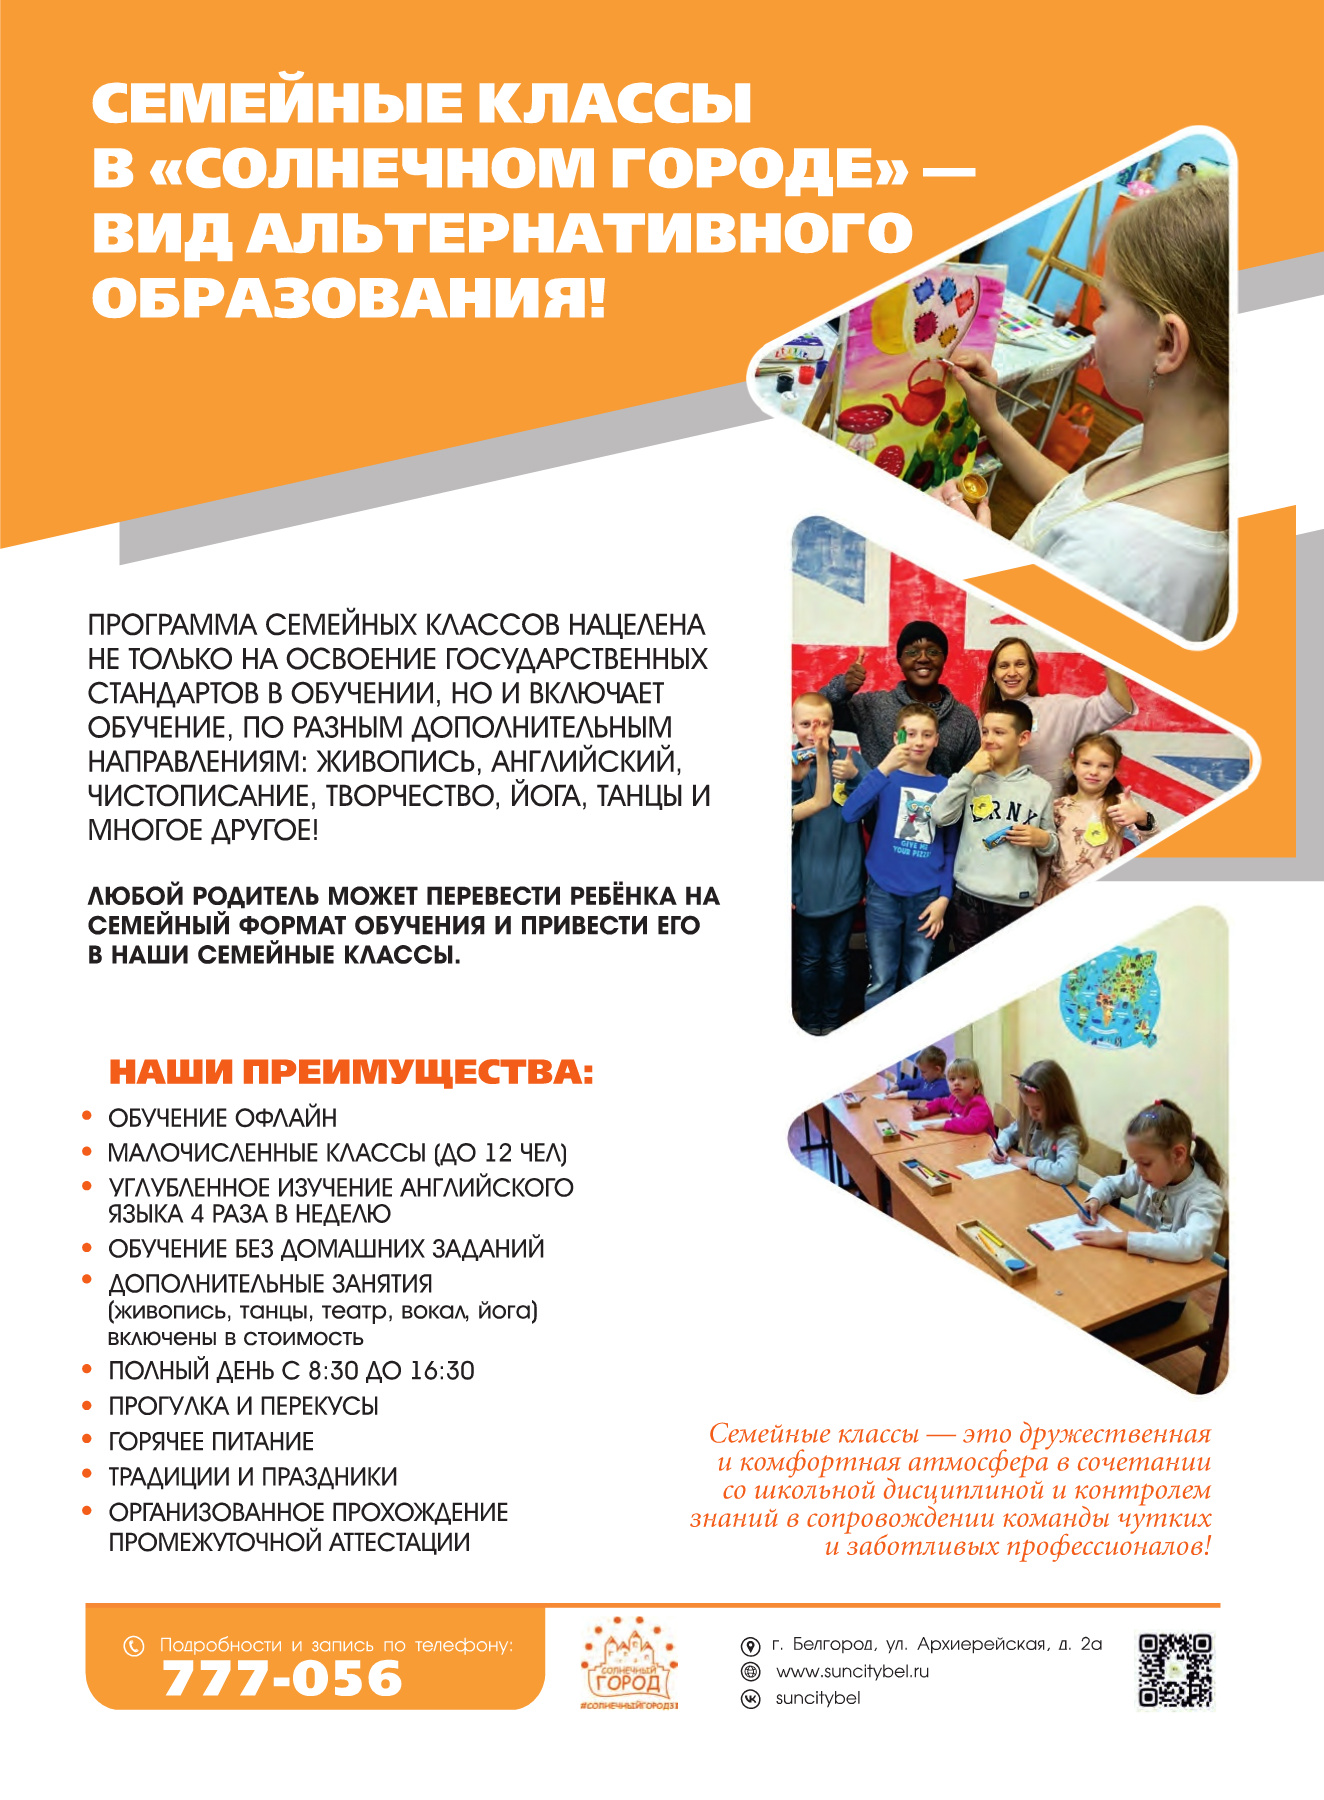 СЕМЕЙНЫЕ КЛАССЫ
В «СОЛНЕЧНОМ ГОРОДЕ» —
ВИД АЛЬТЕРНАТИВНОГО
ОБРАЗОВАНИЯ!
ПРОГРАММА СЕМЕЙНЫХ КЛАССОВ НАЦЕЛЕНА
НЕ ТОЛЬКО НА ОСВОЕНИЕ ГОСУДАРСТВЕННЫХ
СТАНДАРТОВ В ОБУЧЕНИИ, НО И ВКЛЮЧАЕТ
ОБУЧЕНИЕ, ПО РАЗНЫМ ДОПОЛНИТЕЛЬНЫМ
НАПРАВЛЕНИЯМ: ЖИВОПИСЬ, АНГЛИЙСКИЙ,
ЧИСТОПИСАНИЕ, ТВОРЧЕСТВО, ЙОГА, ТАНЦЫ И
МНОГОЕ ДРУГОЕ!
ЛЮБОЙ РОДИТЕЛЬ МОЖЕТ ПЕРЕВЕСТИ РЕБЁНКА НА
СЕМЕЙНЫЙ ФОРМАТ ОБУЧЕНИЯ И ПРИВЕСТИ ЕГО
В НАШИ СЕМЕЙНЫЕ КЛАССЫ.
GIVE ME
YOUR PIZZ
RNX
НАШИ ПРЕИМУЩЕСТВА:
• ОБУЧЕНИЕ ОФЛАЙН
• МАЛОЧИСЛЕННЫЕ КЛАССЫ (ДО 12 ЧЕЛ)
• УГЛУБЛЕННОЕ ИЗУЧЕНИЕ АНГЛИЙСКОГО
ЯЗЫКА 4 РАЗА В НЕДЕЛЮ
• ОБУЧЕНИЕ БЕЗ ДОМАШНИХ ЗАДАНИЙ
• ДОПОЛНИТЕЛЬНЫЕ ЗАНЯТИЯ
(живопись, танцы, театр, вокал, йога)
включены в стоимость
• ПОЛНЫЙ ДЕНЬ С 8:30 ДО 16:30
• ПРОГУЛКА И ПЕРЕКУСЫ
• ГОРЯЧЕЕ ПИТАНИЕ
• ТРАДИЦИИ И ПРАЗДНИКИ
• ОРГАНИЗОВАННОЕ ПРОХОЖДЕНИЕ
ПРОМЕЖУТОЧНОЙ АТТЕСТАЦИИ
Семейные классы — это дружественная
и комфортная атмосфера в сочетании
со школьной дисциплиной и контролем
знаний в сопровождении команды чутких
и заботливых профессионалов!
Подробности и запись по телефону:
777-056
СОЛНЕЧНЫЙ
ГОРОД
#СОЛНЕЧНЫЙГОРОД31
г. Белгород, ул. Архиерейская, д. 2а
www.suncitybel.ru
suncitybel